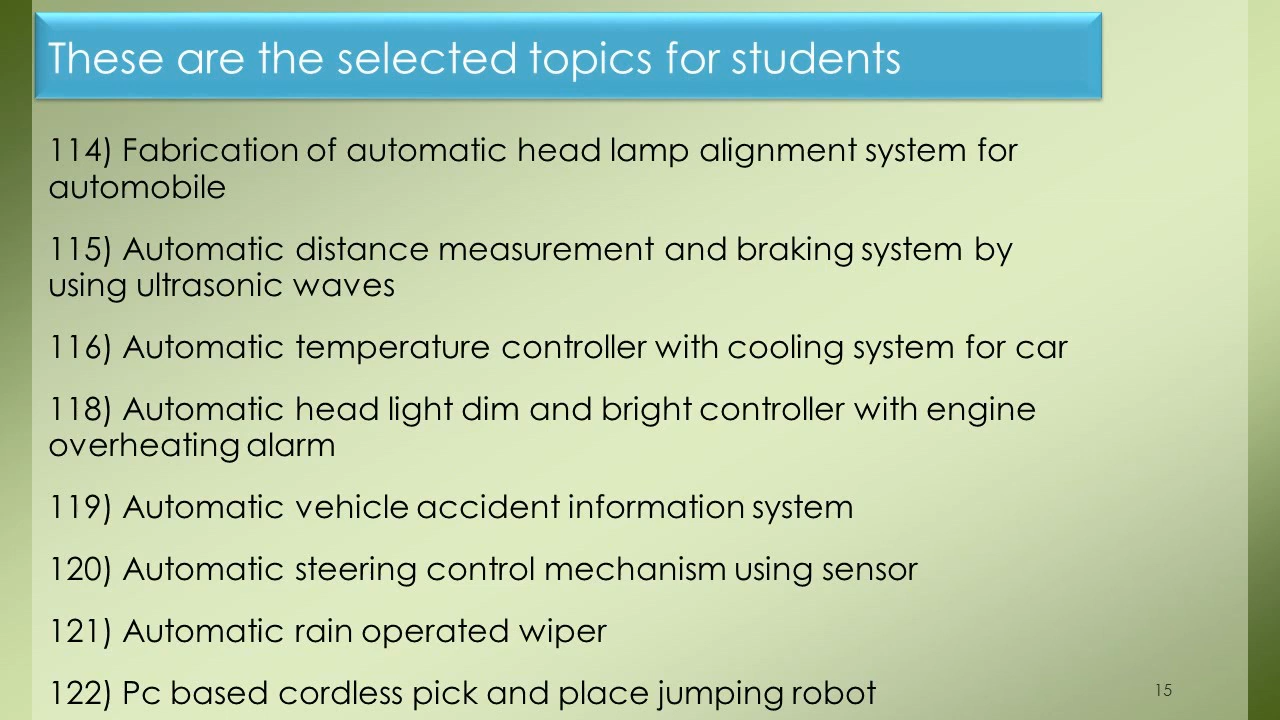 These are the selected topics for students
114) Fabrication of automatic head lamp alignment system for
automobile
115) Automatic distance measurement and braking system by
using ultrasonic waves
116) Automatic temperature controller with cooling system for car
118) Automatic head light dim and bright controller with engine
overheating alarm
119) Automatic vehicle accident information system
120) Automatic steering control mechanism using sensor
121) Automatic rain operated wiper
122) Pc based cordless pick and place jumping robot
15